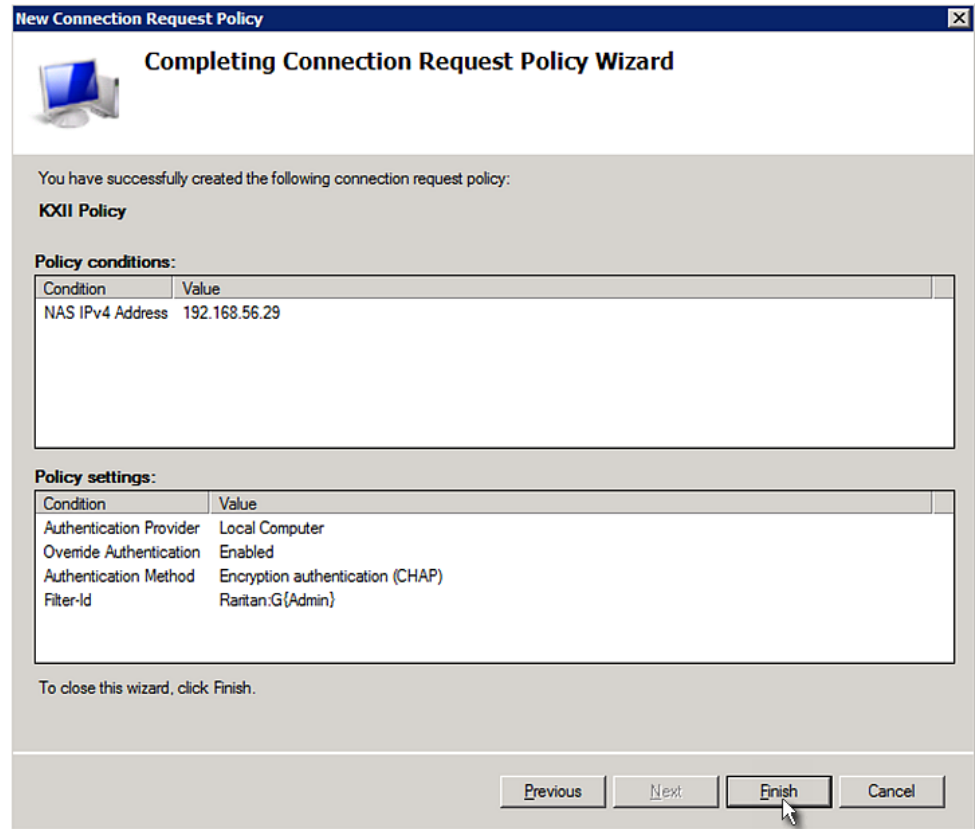 New Connection Request Policy
Completing Connection Request Policy Wizard
You have successfully created the following connection request policy:
KXII Policy
Policy conditions:
Condition Value
NAS IPv4 Address 192.168.56.29
Policy settings:
Condition Value
Authentication Provider Local Computer
Override Authentication Enabled
Authentication Method Encryption authentication (CHAP)
Filter-Id Raritan:G{Admin}
To close this wizard, click Finish.
Previous Next Finish Cancel